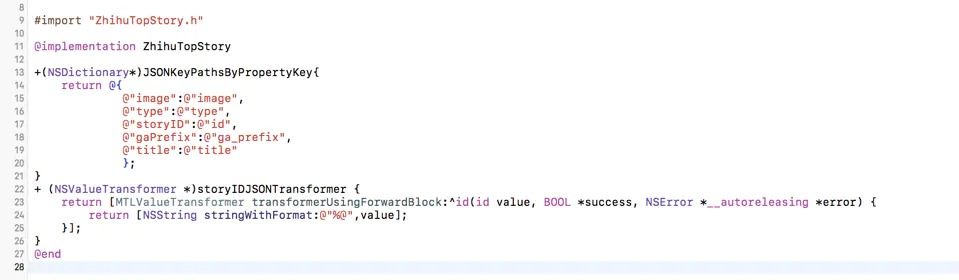 8
9 #import "ZhihuTopStory.h"
10
11 @implementation ZhihuTopStory
12
13 +(NSDictionary*)JSONKeyPathsByPropertyKey{
14     return @{
15              @"image":@"image",
16              @"type":@"type",
17              @"storyID":@"id",
18              @"gaPrefix":@"ga_prefix",
19              @"title":@"title"
20              };
21 }
22 + (NSValueTransformer *)storyIDJSONTransformer {
23     return [MTLValueTransformer transformerUsingForwardBlock:^id(id value, BOOL *success, NSError *__autoreleasing *error) {
24         return [NSString stringWithFormat:@"%@",value];
25     }];
26 }
27 @end
28